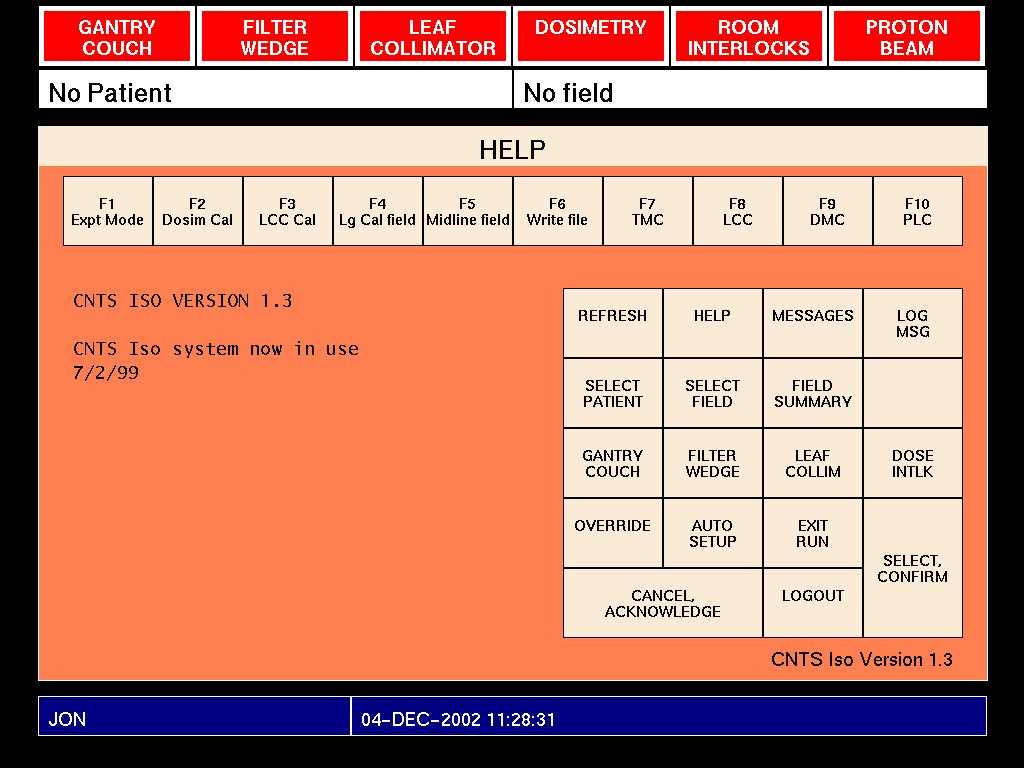 GANTRY
COUCH
FILTER
WEDGE
LEAF
COLLIMATOR
DOSIMETRY
ROOM
INTERLOCKS
PROTON
BEAM
No Patient
No field
HELP
F1
Expt Mode
F2
Dosim Cal
F3
LCC Cal
F4
Lg Cal field
F5
Midline field
F6
Write file
F7
TMC
F8
LCC
F9
DMC
F10
PLC
CNTS ISO VERSION 1.3
CNTS Iso system now in use
7/2/99
REFRESH
HELP
MESSAGES
LOG
MSG
SELECT
PATIENT
SELECT
FIELD
FIELD
SUMMARY
GANTRY
COUCH
FILTER
WEDGE
LEAF
COLLIM
DOSE
INTLK
OVERRIDE
AUTO
SETUP
EXIT
RUN
SELECT,
CONFIRM
CANCEL,
ACKNOWLEDGE
LOGOUT
CNTS Iso Version 1.3
JON
04-DEC-2002 11:28:31